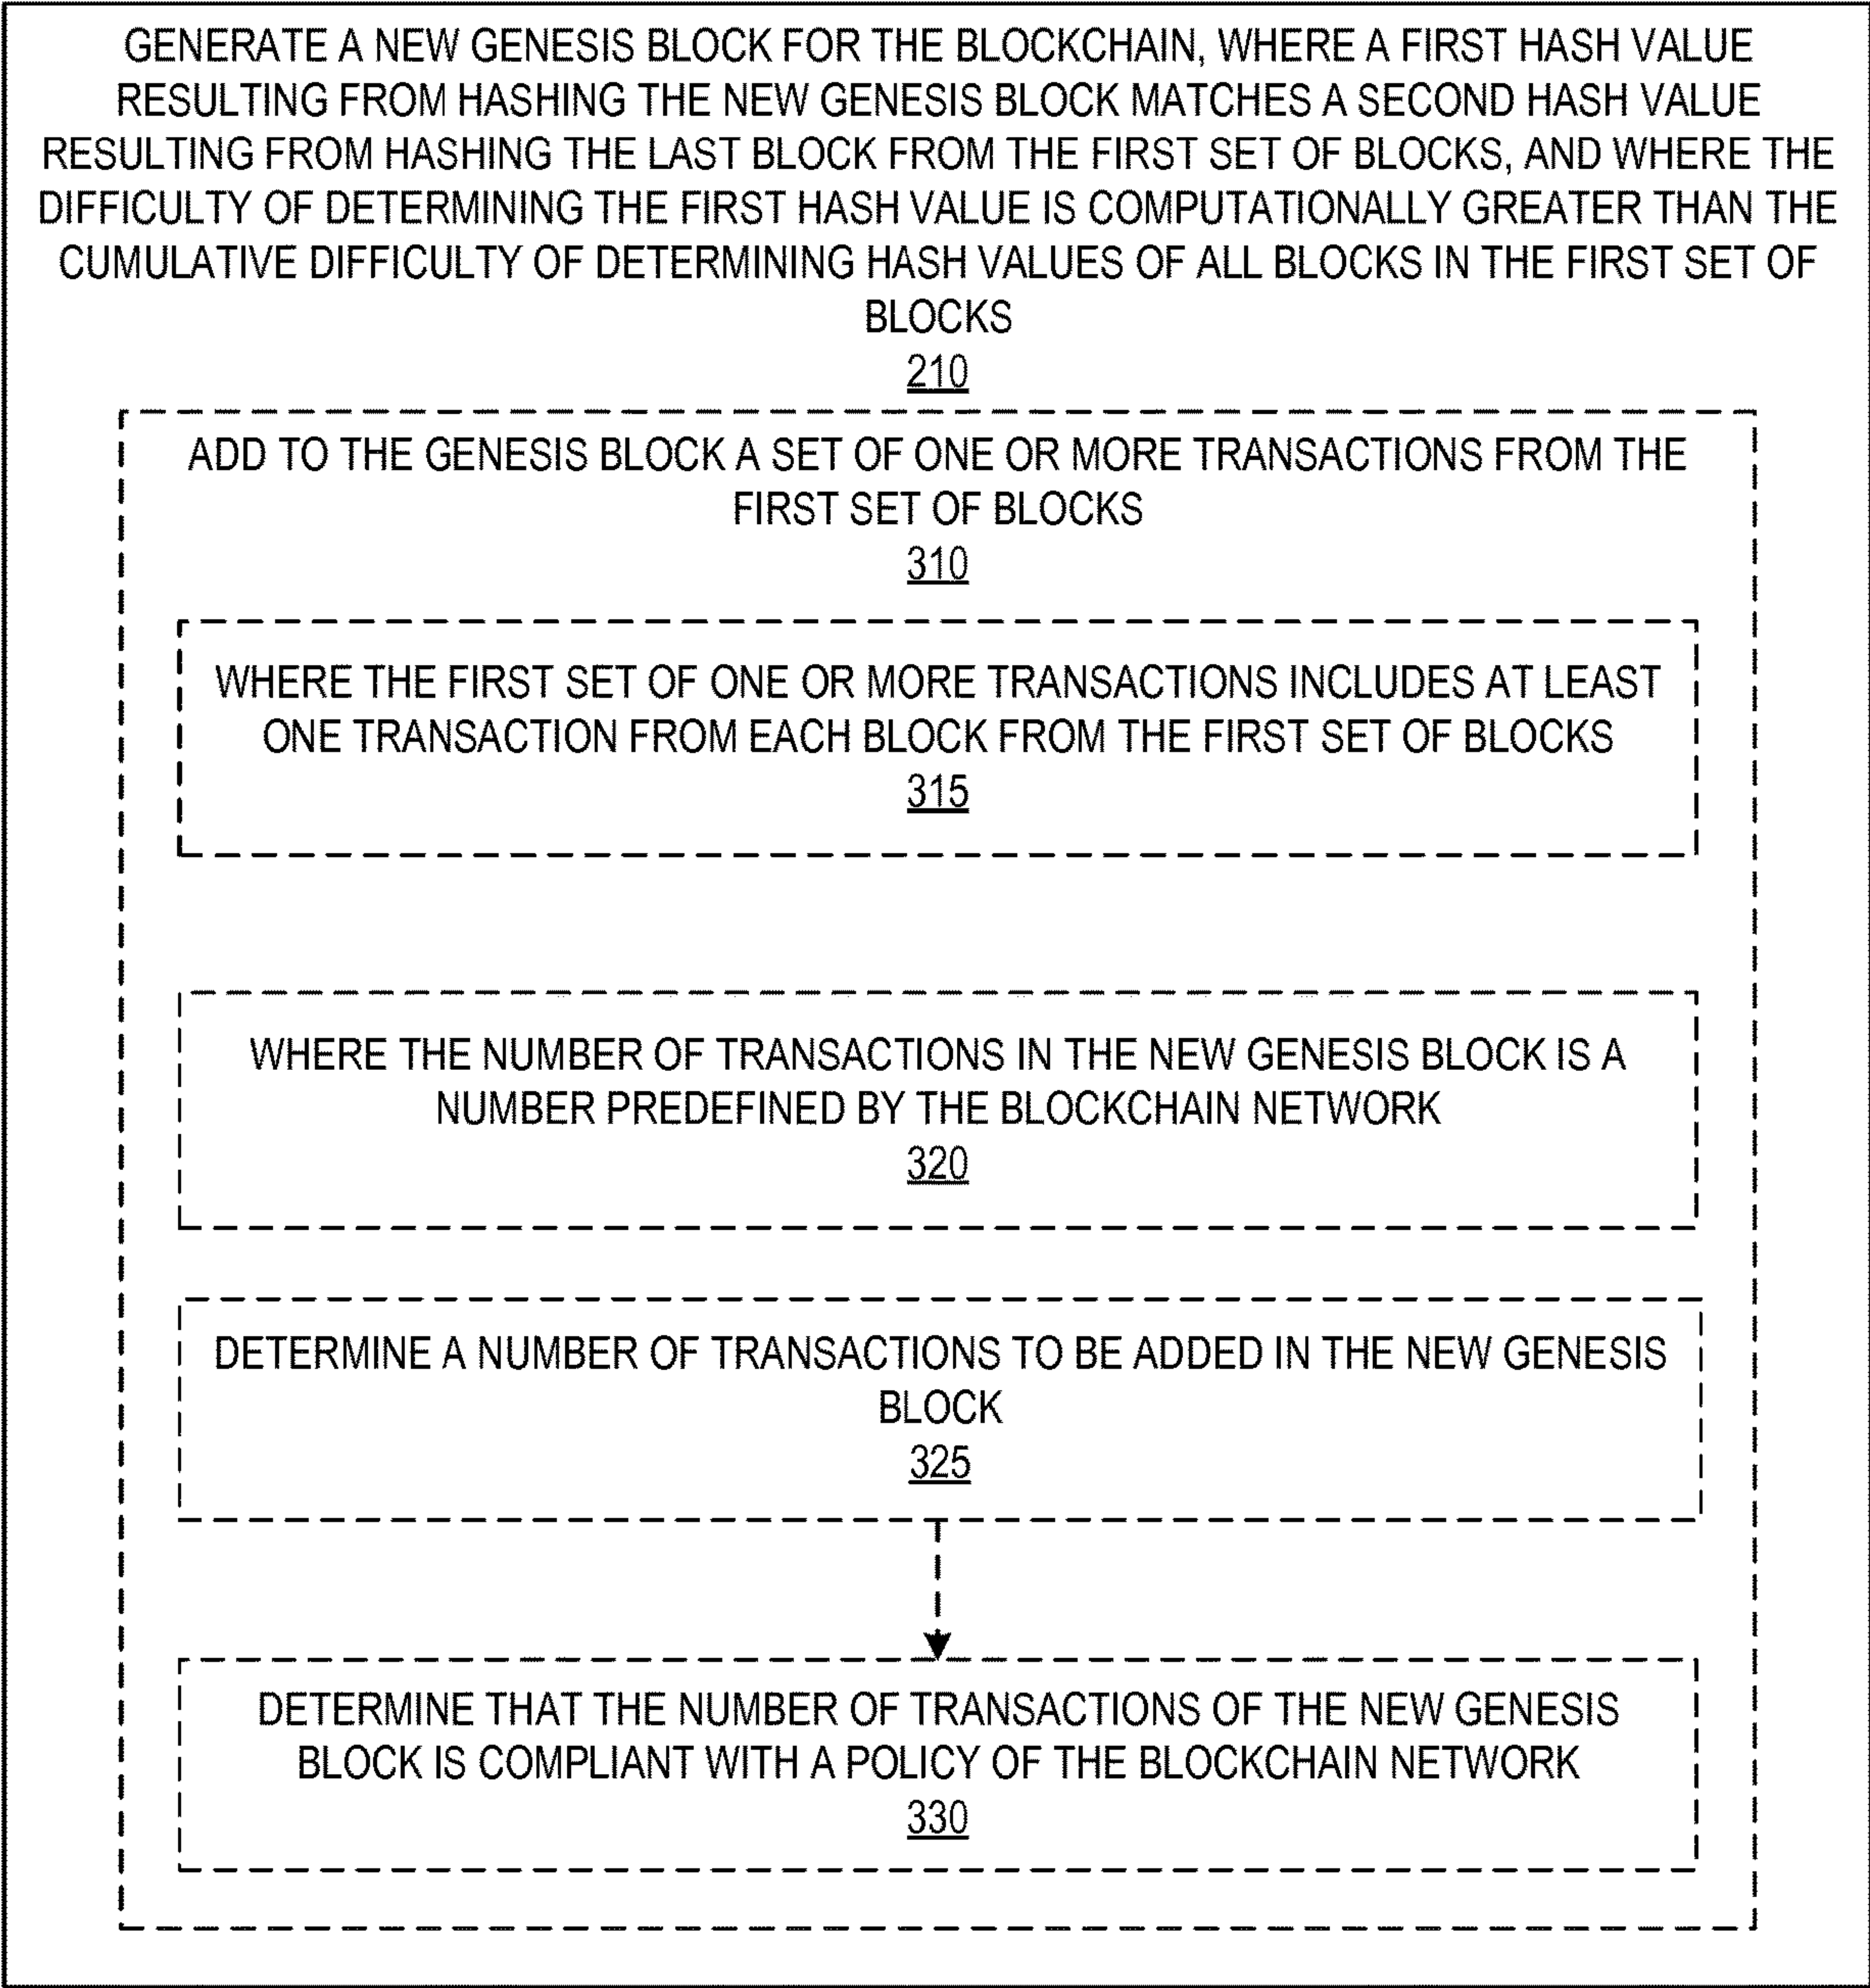 GENERATE A NEW GENESIS BLOCK FOR THE BLOCKCHAIN, WHERE A FIRST HASH VALUE
RESULTING FROM HASHING THE NEW GENESIS BLOCK MATCHES A SECOND HASH VALUE
RESULTING FROM HASHING THE LAST BLOCK FROM THE FIRST SET OF BLOCKS, AND WHERE THE
DIFFICULTY OF DETERMINING THE FIRST HASH VALUE IS COMPUTATIONALLY GREATER THAN THE
CUMULATIVE DIFFICULTY OF DETERMINING HASH VALUES OF ALL BLOCKS IN THE FIRST SET OF
BLOCKS
210
ADD TO THE GENESIS BLOCK A SET OF ONE OR MORE TRANSACTIONS FROM THE
FIRST SET OF BLOCKS
310
WHERE THE FIRST SET OF ONE OR MORE TRANSACTIONS INCLUDES AT LEAST
ONE TRANSACTION FROM EACH BLOCK FROM THE FIRST SET OF BLOCKS
315
WHERE THE NUMBER OF TRANSACTIONS IN THE NEW GENESIS BLOCK IS A
NUMBER PREDEFINED BY THE BLOCKCHAIN NETWORK
320
DETERMINE A NUMBER OF TRANSACTIONS TO BE ADDED IN THE NEW GENESIS
BLOCK
325
DETERMINE THAT THE NUMBER OF TRANSACTIONS OF THE NEW GENESIS
BLOCK IS COMPLIANT WITH A POLICY OF THE BLOCKCHAIN NETWORK
330